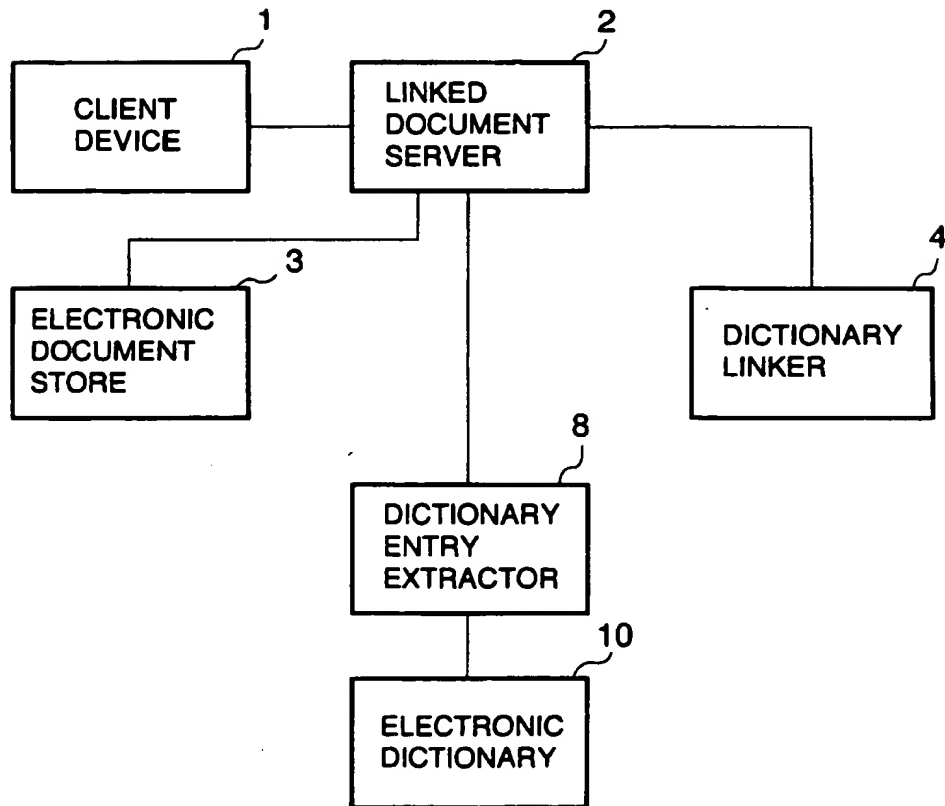 1
CLIENT
DEVICE
2
LINKED
DOCUMENT
SERVER
3
ELECTRONIC
DOCUMENT
STORE
4
DICTIONARY
LINKER
8
DICTIONARY
ENTRY
EXTRACTOR
10
ELECTRONIC
DICTIONARY